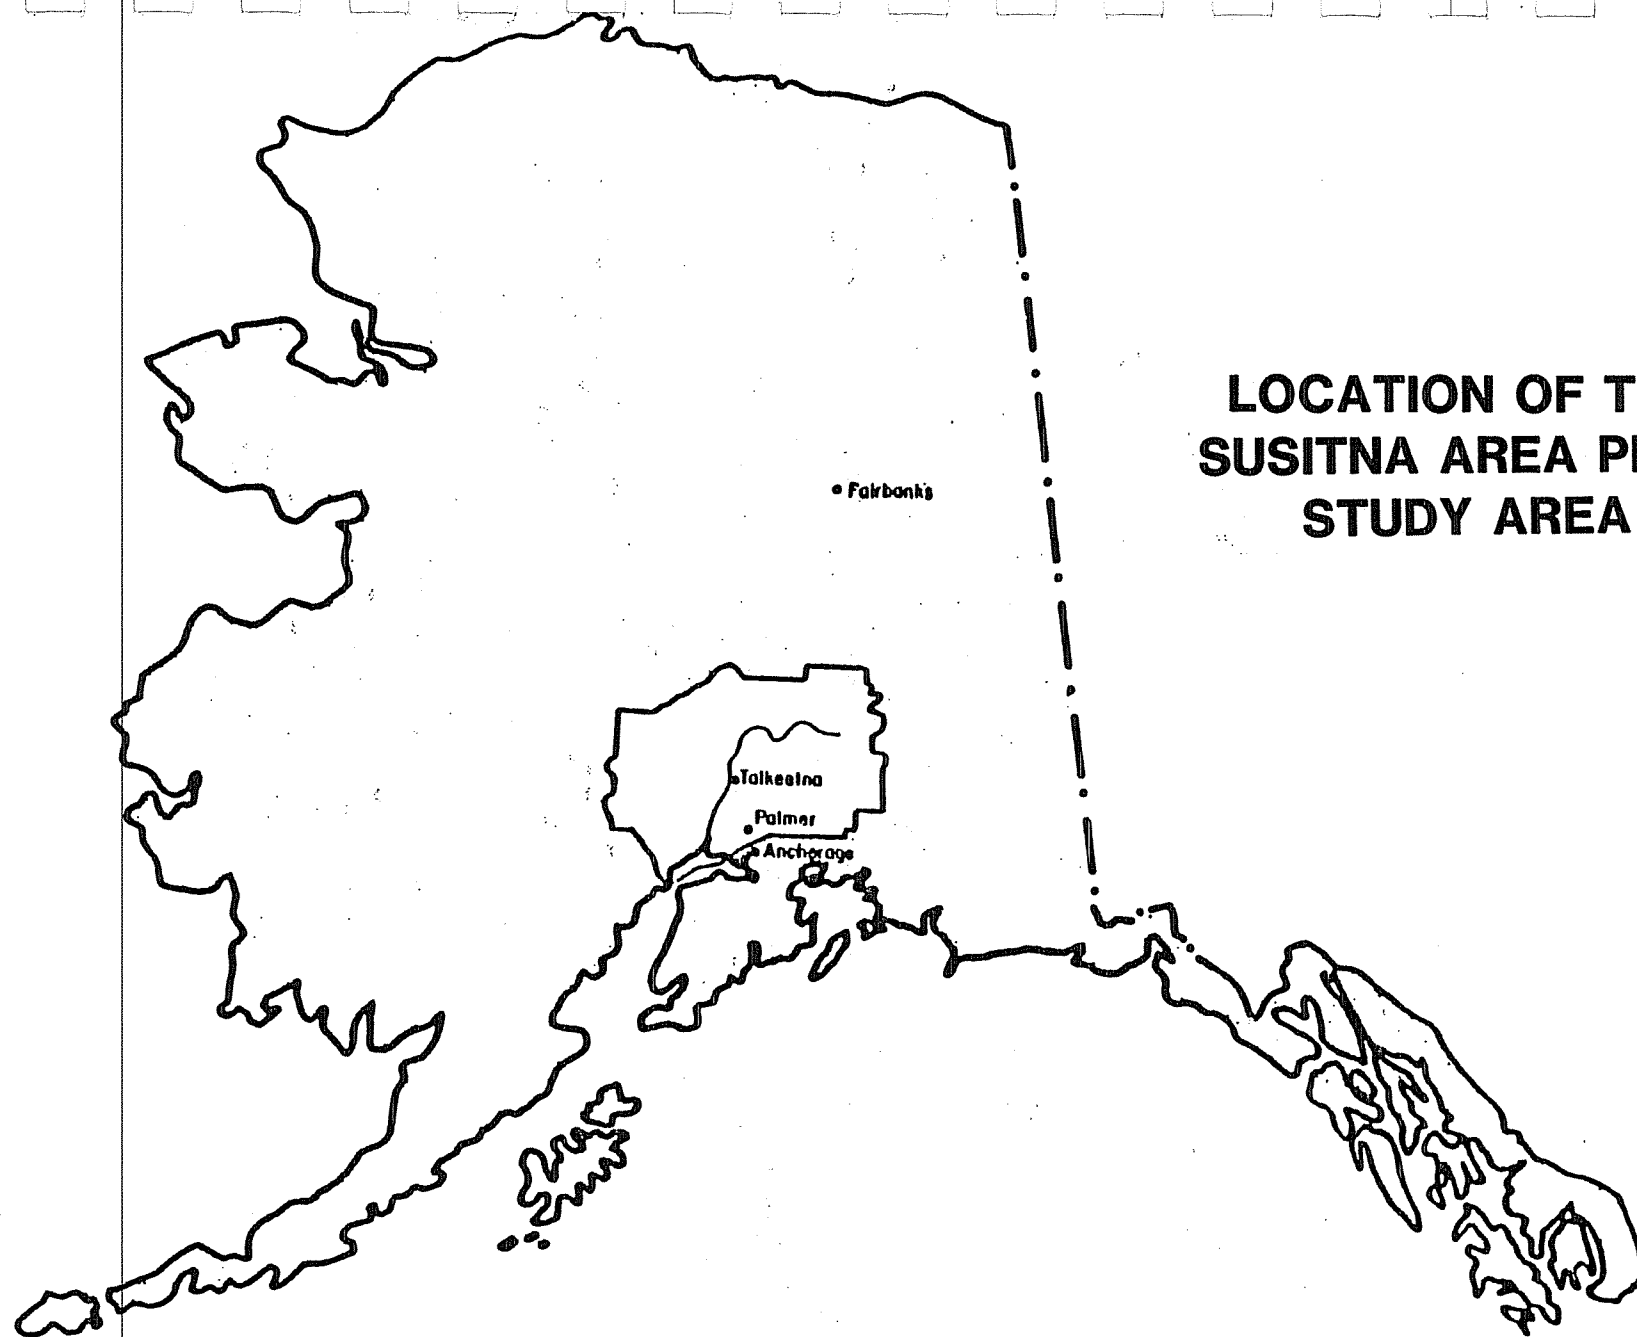 LOCATION OF T
SUSITNA AREA P
STUDY AREA
Fairbanks
Talkeetna
Palmer
Anchorage